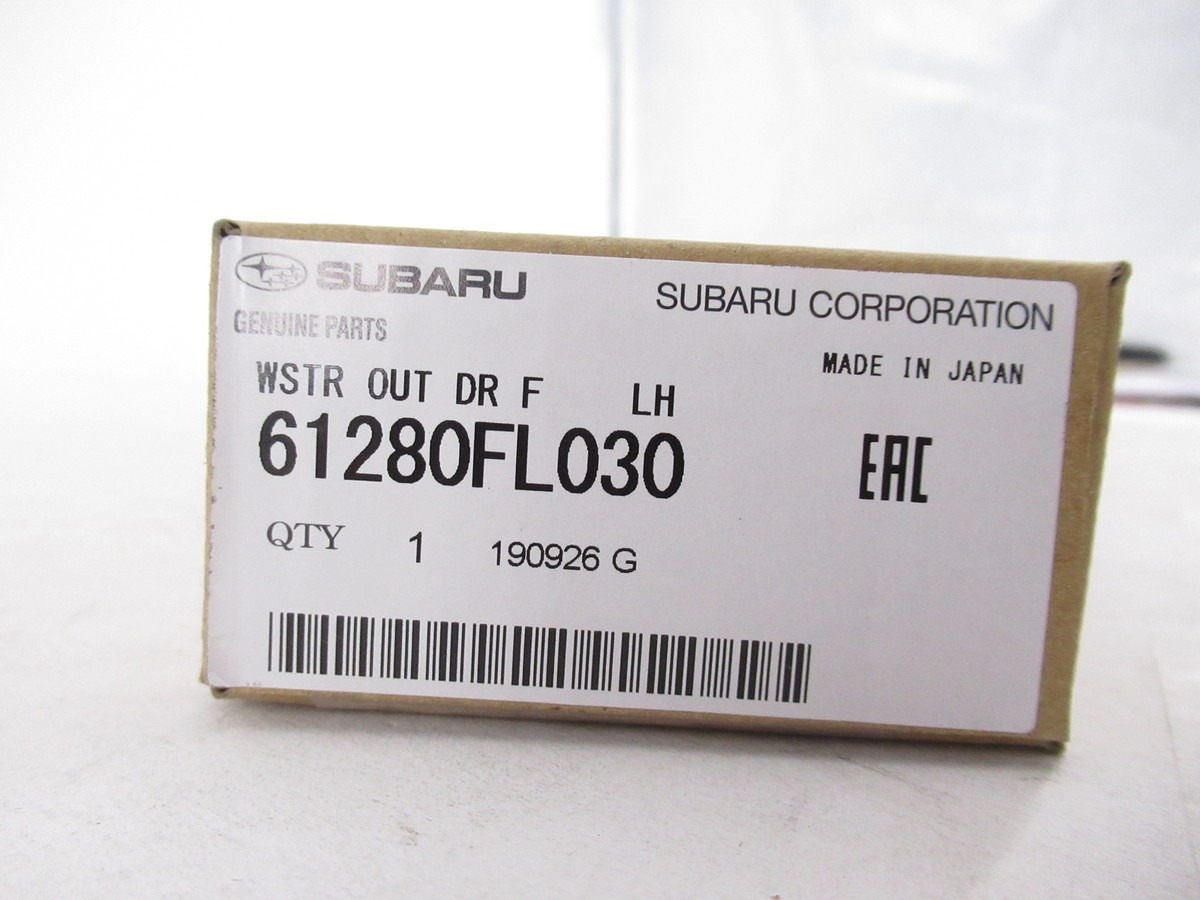 SUBARU
SUBARU CORPORATION
GENUINE PARTS
MADE IN JAPAN
WSTR OUT DR F LH
61280FL030
EAC
QTY 1 190926 G